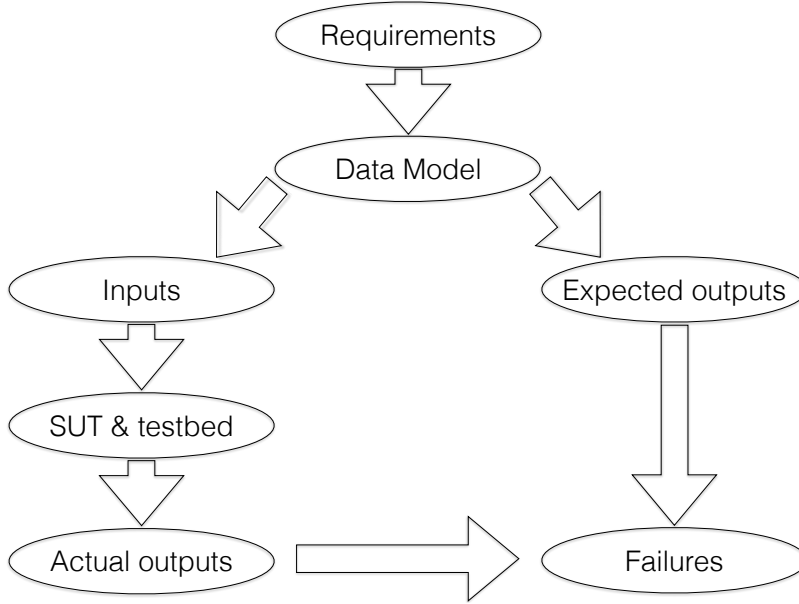 Requirements
Data Model
Inputs
Expected outputs
SUT & testbed
Actual outputs
Failures